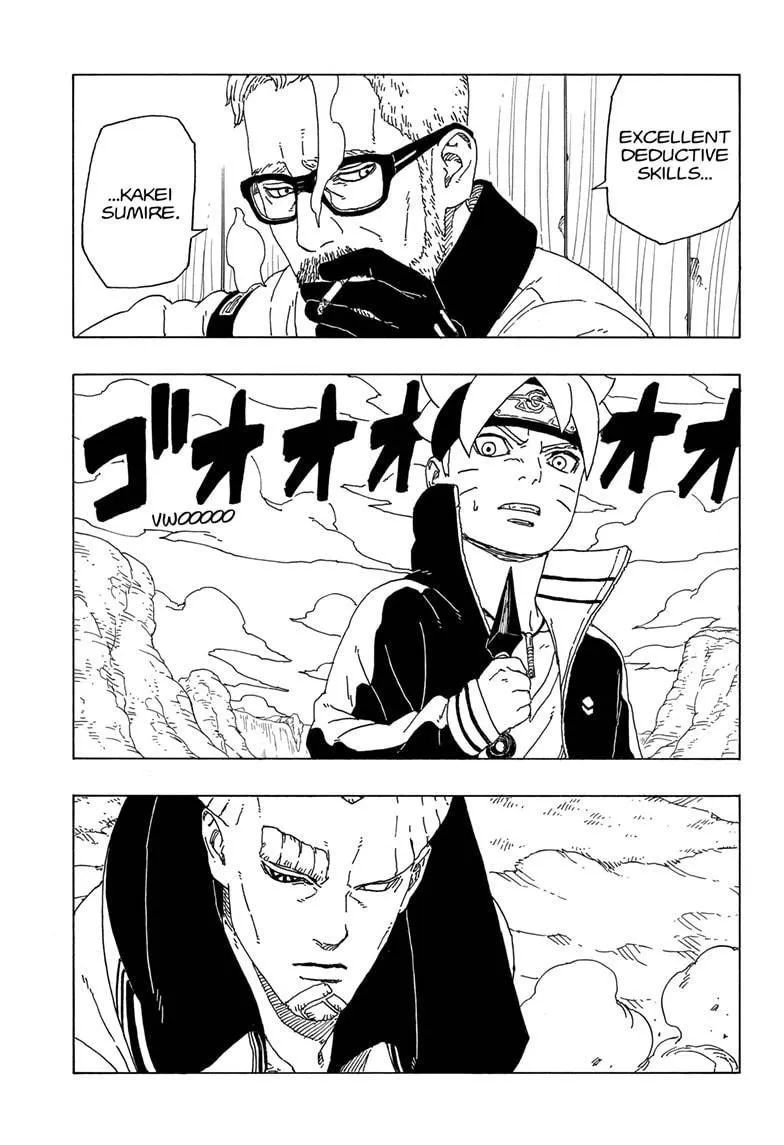 EXCELLENT
DEDUCTIVE
SKILLS...
...KAKEI
SUMIRE.
ゴオオオオオ
VWOOOOO